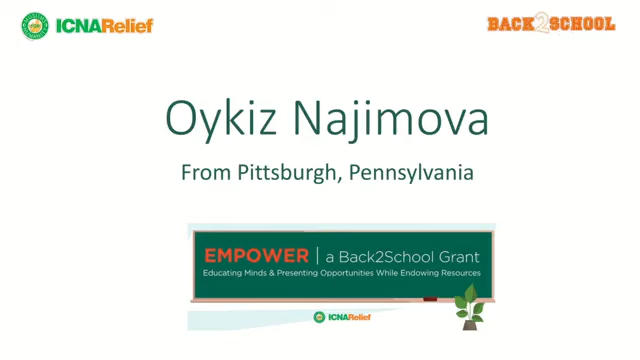 ICNARelief
BACK2SCHOOL
Oykiz Najimova
From Pittsburgh, Pennsylvania
EMPOWER | a Back2School Grant
Educating Minds & Presenting Opportunities While Endowing Resources
ICNARelief